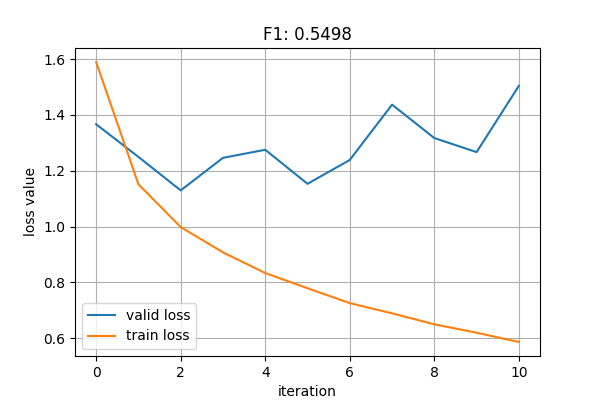 F1: 0.5498
loss value
1.6
1.4
1.2
1.0
0.8
0.6
valid loss
train loss
0 2 4 6 8 10
iteration